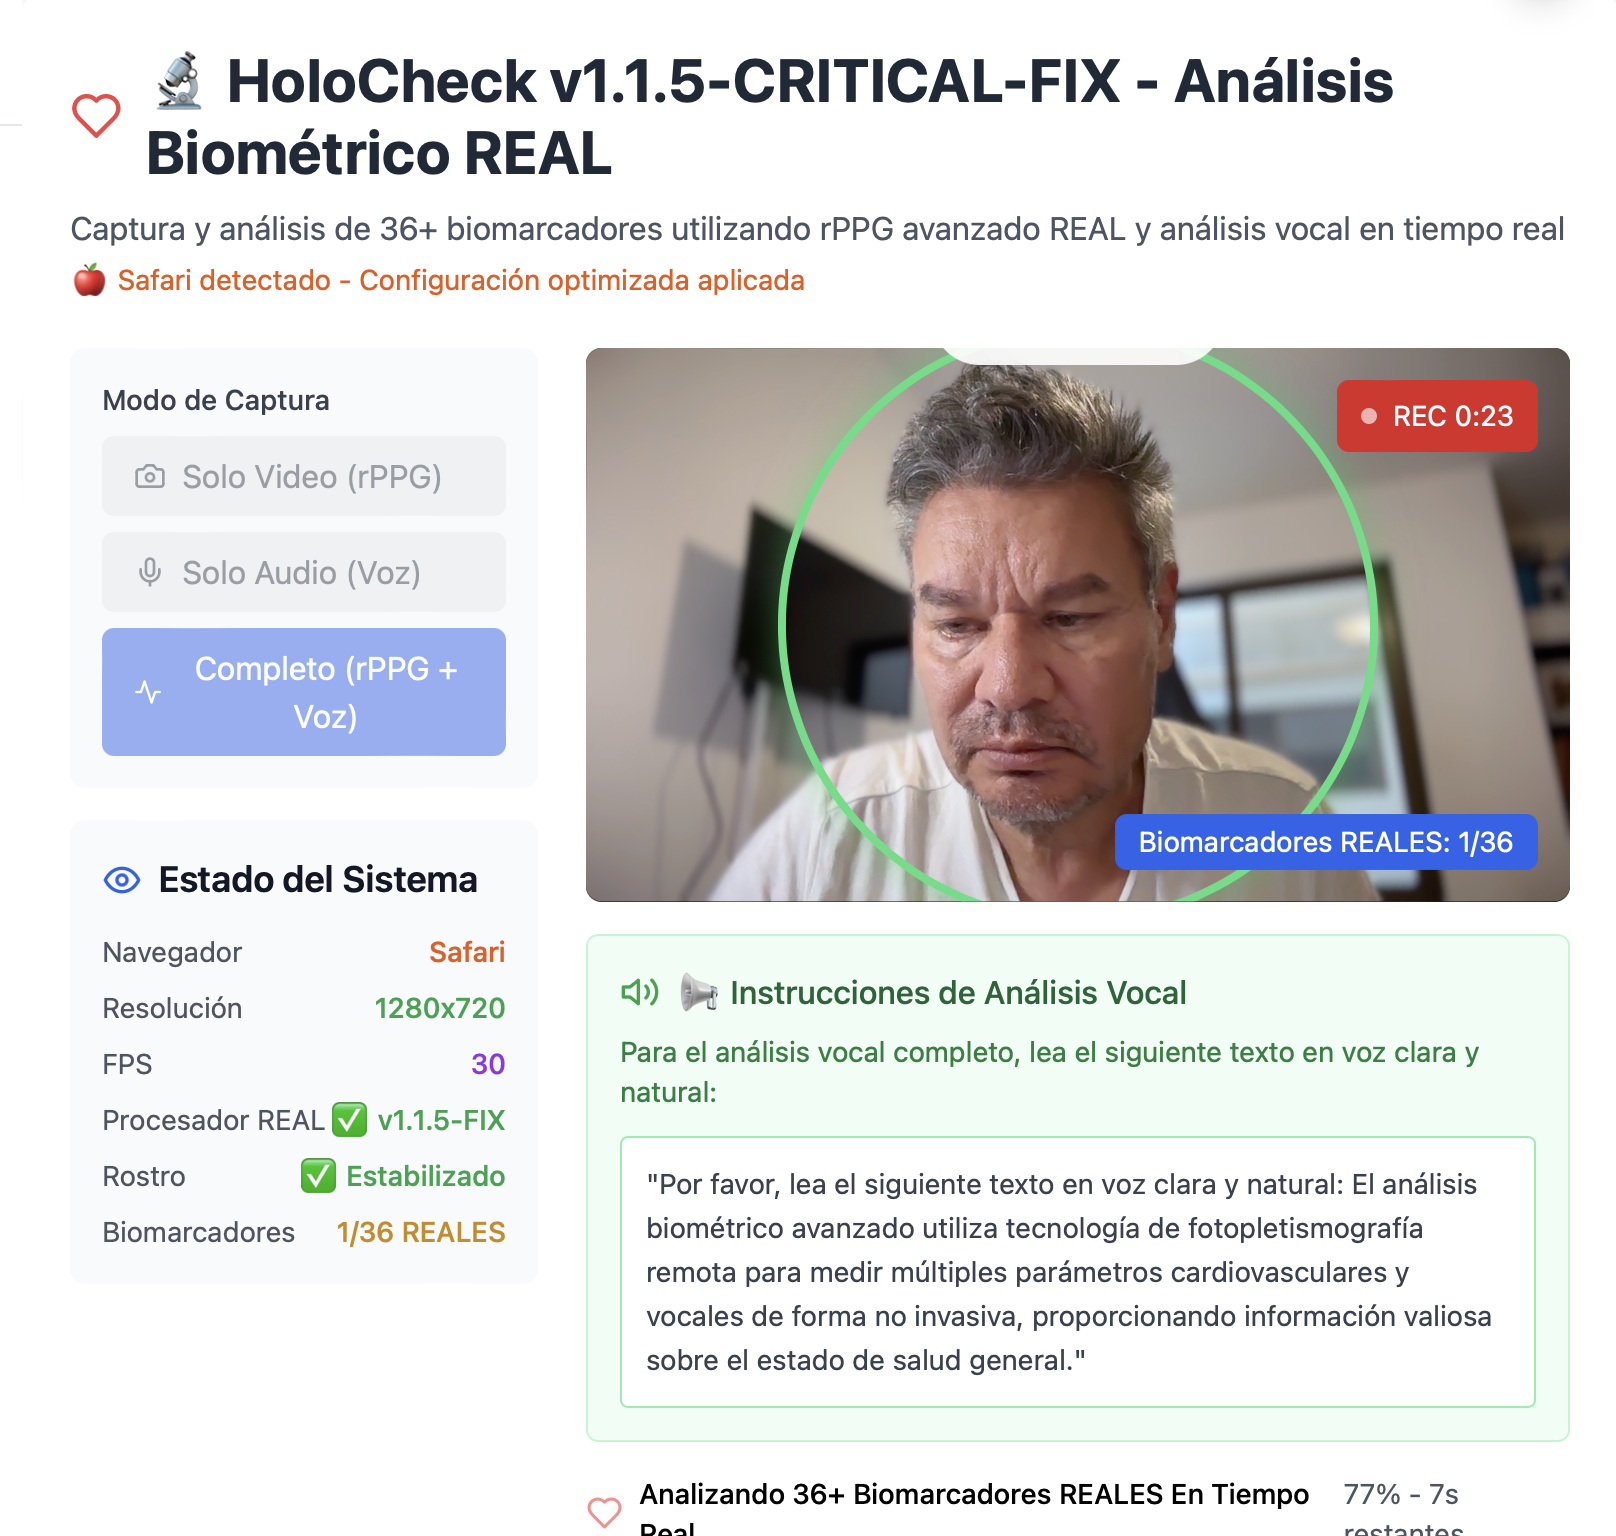 🔬 HoloCheck v1.1.5-CRITICAL-FIX - Análisis
Biométrico REAL
Captura y análisis de 36+ biomarcadores utilizando rPPG avanzado REAL y análisis vocal en tiempo real
🍎 Safari detectado - Configuración optimizada aplicada
Modo de Captura
Solo Video (rPPG)
Solo Audio (Voz)
Completo (rPPG +
Voz)
Estado del Sistema
Navegador Safari
Resolución 1280x720
FPS 30
Procesador REAL ✅ v1.1.5-FIX
Rostro ✅ Estabilizado
Biomarcadores 1/36 REALES
REC 0:23
Biomarcadores REALES: 1/36
📢 Instrucciones de Análisis Vocal
Para el análisis vocal completo, lea el siguiente texto en voz clara y
natural:
"Por favor, lea el siguiente texto en voz clara y natural: El análisis
biométrico avanzado utiliza tecnología de fotopletismografía
remota para medir múltiples parámetros cardiovasculares y
vocales de forma no invasiva, proporcionando información valiosa
sobre el estado de salud general."
Analizando 36+ Biomarcadores REALES En Tiempo
Real
77% - 7s
restantes